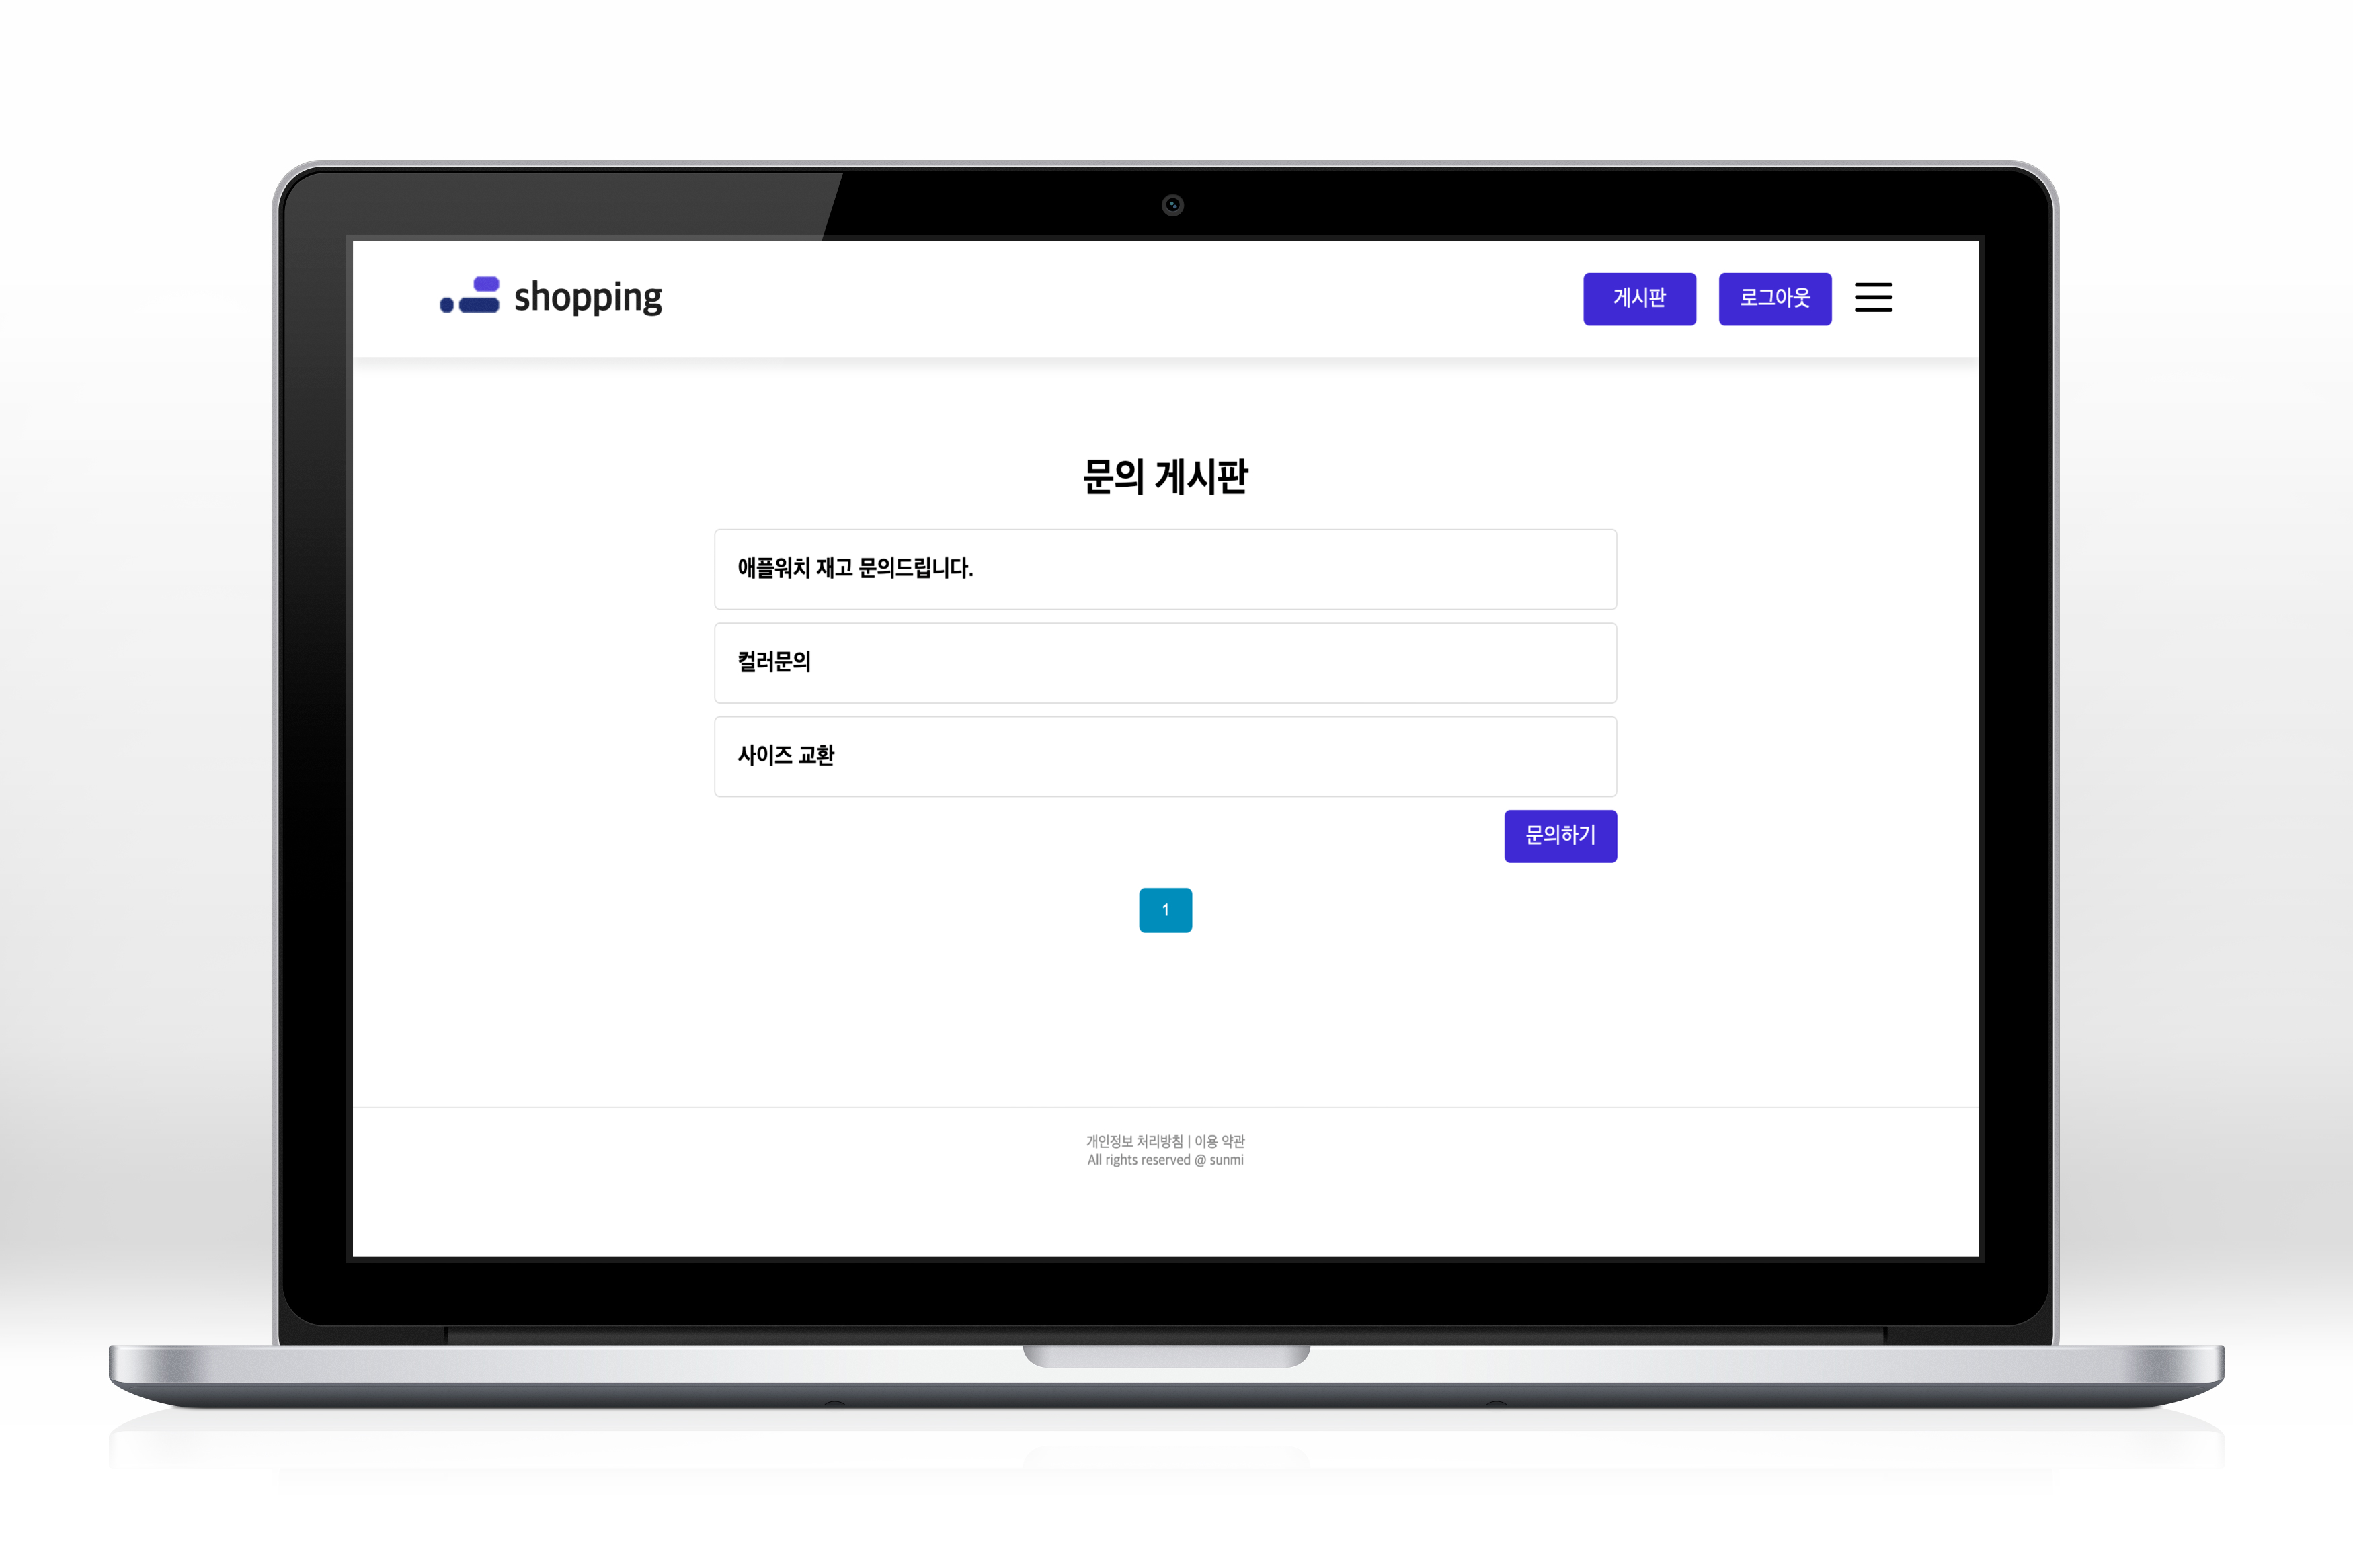 shopping
게시판
로그아웃
문의 게시판
애플워치 재고 문의드립니다.
컬러문의
사이즈 교환
문의하기
1
개인정보 처리방침 | 이용 약관
All rights reserved @ sunmi